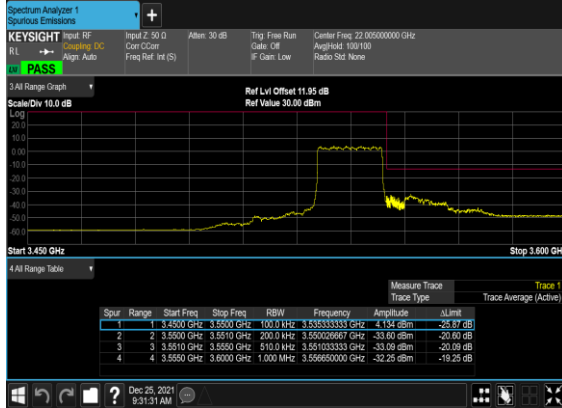 Spectrum Analyzer 1
Spurious Emissions
+
KEYSIGHT
Input: RF
Input Z: 50 Ω
Atten: 30 dB
Trig: Free Run
Center Freq: 22.005000000 GHz
RL
Coupling: DC
Corr CCorr
Gate: Off
Avg|Hold: 100/100
Align: Auto
Freq Ref: Int (S)
IF Gain: Low
Radio Std: None
PASS
3 All Range Graph
Ref Lvl Offset 11.95 dB
Scale/Div 10.0 dB
Ref Value 30.00 dBm
Log
20.0
10.0
0.00
-10.0
-20.0
-30.0
-40.0
-50.0
-60.0
Start 3.450 GHz
Stop 3.600 GH
4 All Range Table
Measure Trace
Trace 1
Trace Type
Trace Average (Active)
Spur Range Start Freq Stop Freq RBW Frequency Amplitude ΔLimit
1 1 3.4500 GHz 3.5500 GHz 100.0 kHz 3.535333333 GHz 4.134 dBm -25.87 dB
2 2 3.5500 GHz 3.5510 GHz 200.0 kHz 3.550026667 GHz -33.60 dBm -20.60 dB
3 3 3.5510 GHz 3.5550 GHz 510.0 kHz 3.551033333 GHz -33.09 dBm -20.09 dB
4 4 3.5550 GHz 3.6000 GHz 1.000 MHz 3.556650000 GHz -32.25 dBm -19.25 dB
?
Dec 25, 2021
9:31:31 AM